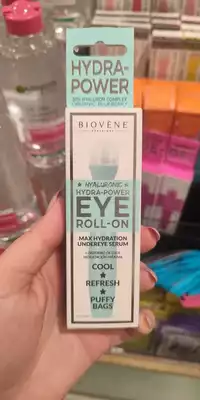 HYDRA-
POWER
BIOVÈNE
★ HYALURONIC ★
HYDRA-POWER
EYE
ROLL-ON
MAX HYDRATION
UNDEREYE SERUM
COOL
★
REFRESH
★
PUFFY
BAGS